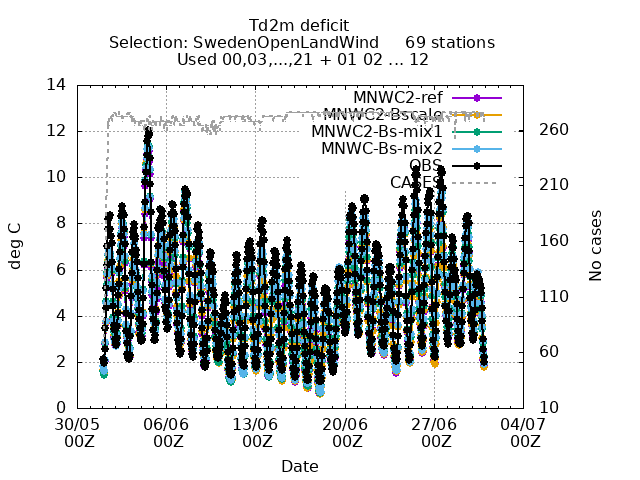 Td2m deficit
Selection: SwedenOpenLandWind 69 stations
Used 00,03,...,21 + 01 02 ... 12
14
12
10
8
6
4
2
0
deg C
MNWC2-ref
MNWC2-Bscale
MNWC2-Bs-mix1
MNWC-Bs-mix2
OBS
CASES
260
210
160
110
60
10
No cases
30/05 06/06 13/06 20/06 27/06 04/07
00Z 00Z 00Z 00Z 00Z 00Z
Date